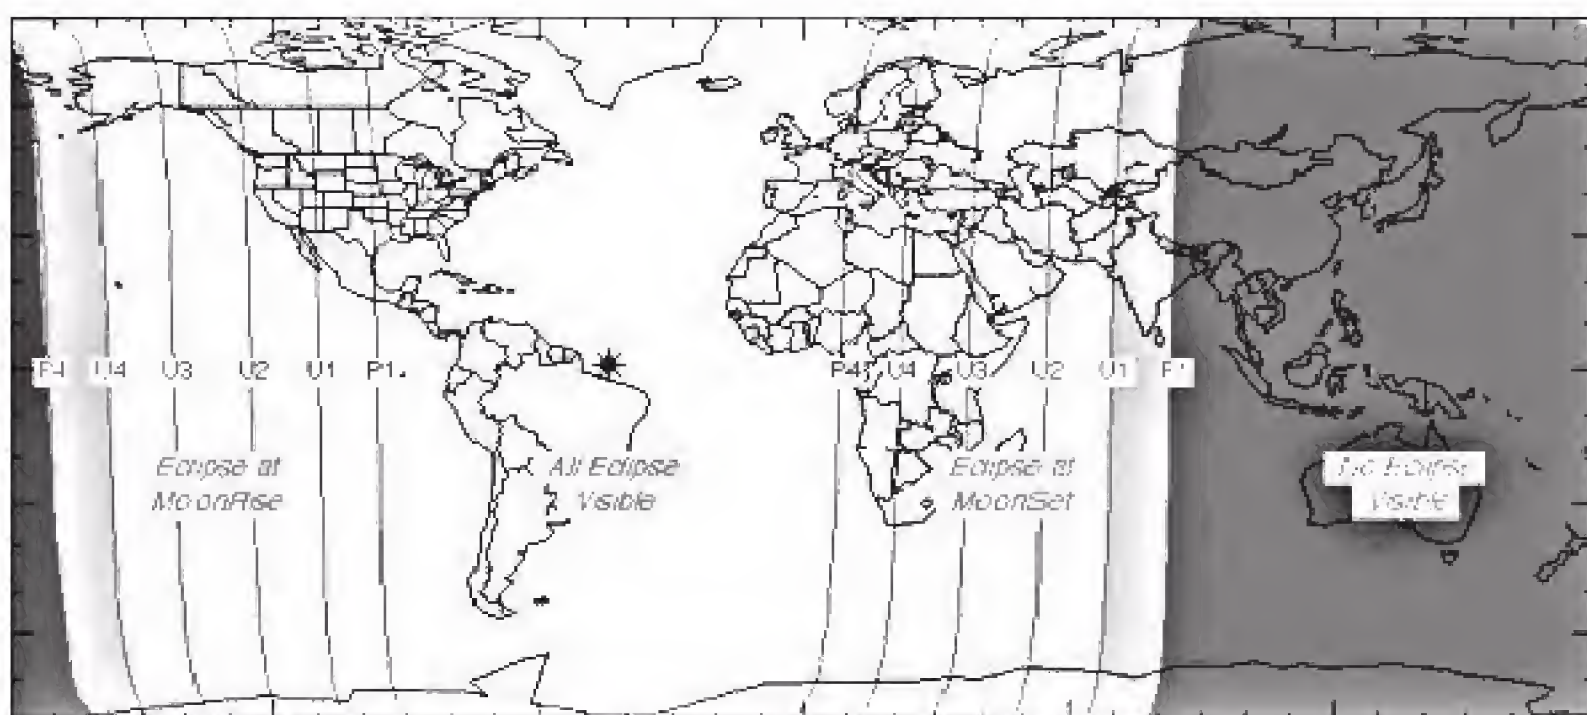 P4 U4 U3 U2 U1 P1 P4 U4 U3 U2 U1 P1
Eclipse at
MoonRise
All Eclipse
Visible
Eclipse at
MoonSet
No Eclipse
Visible